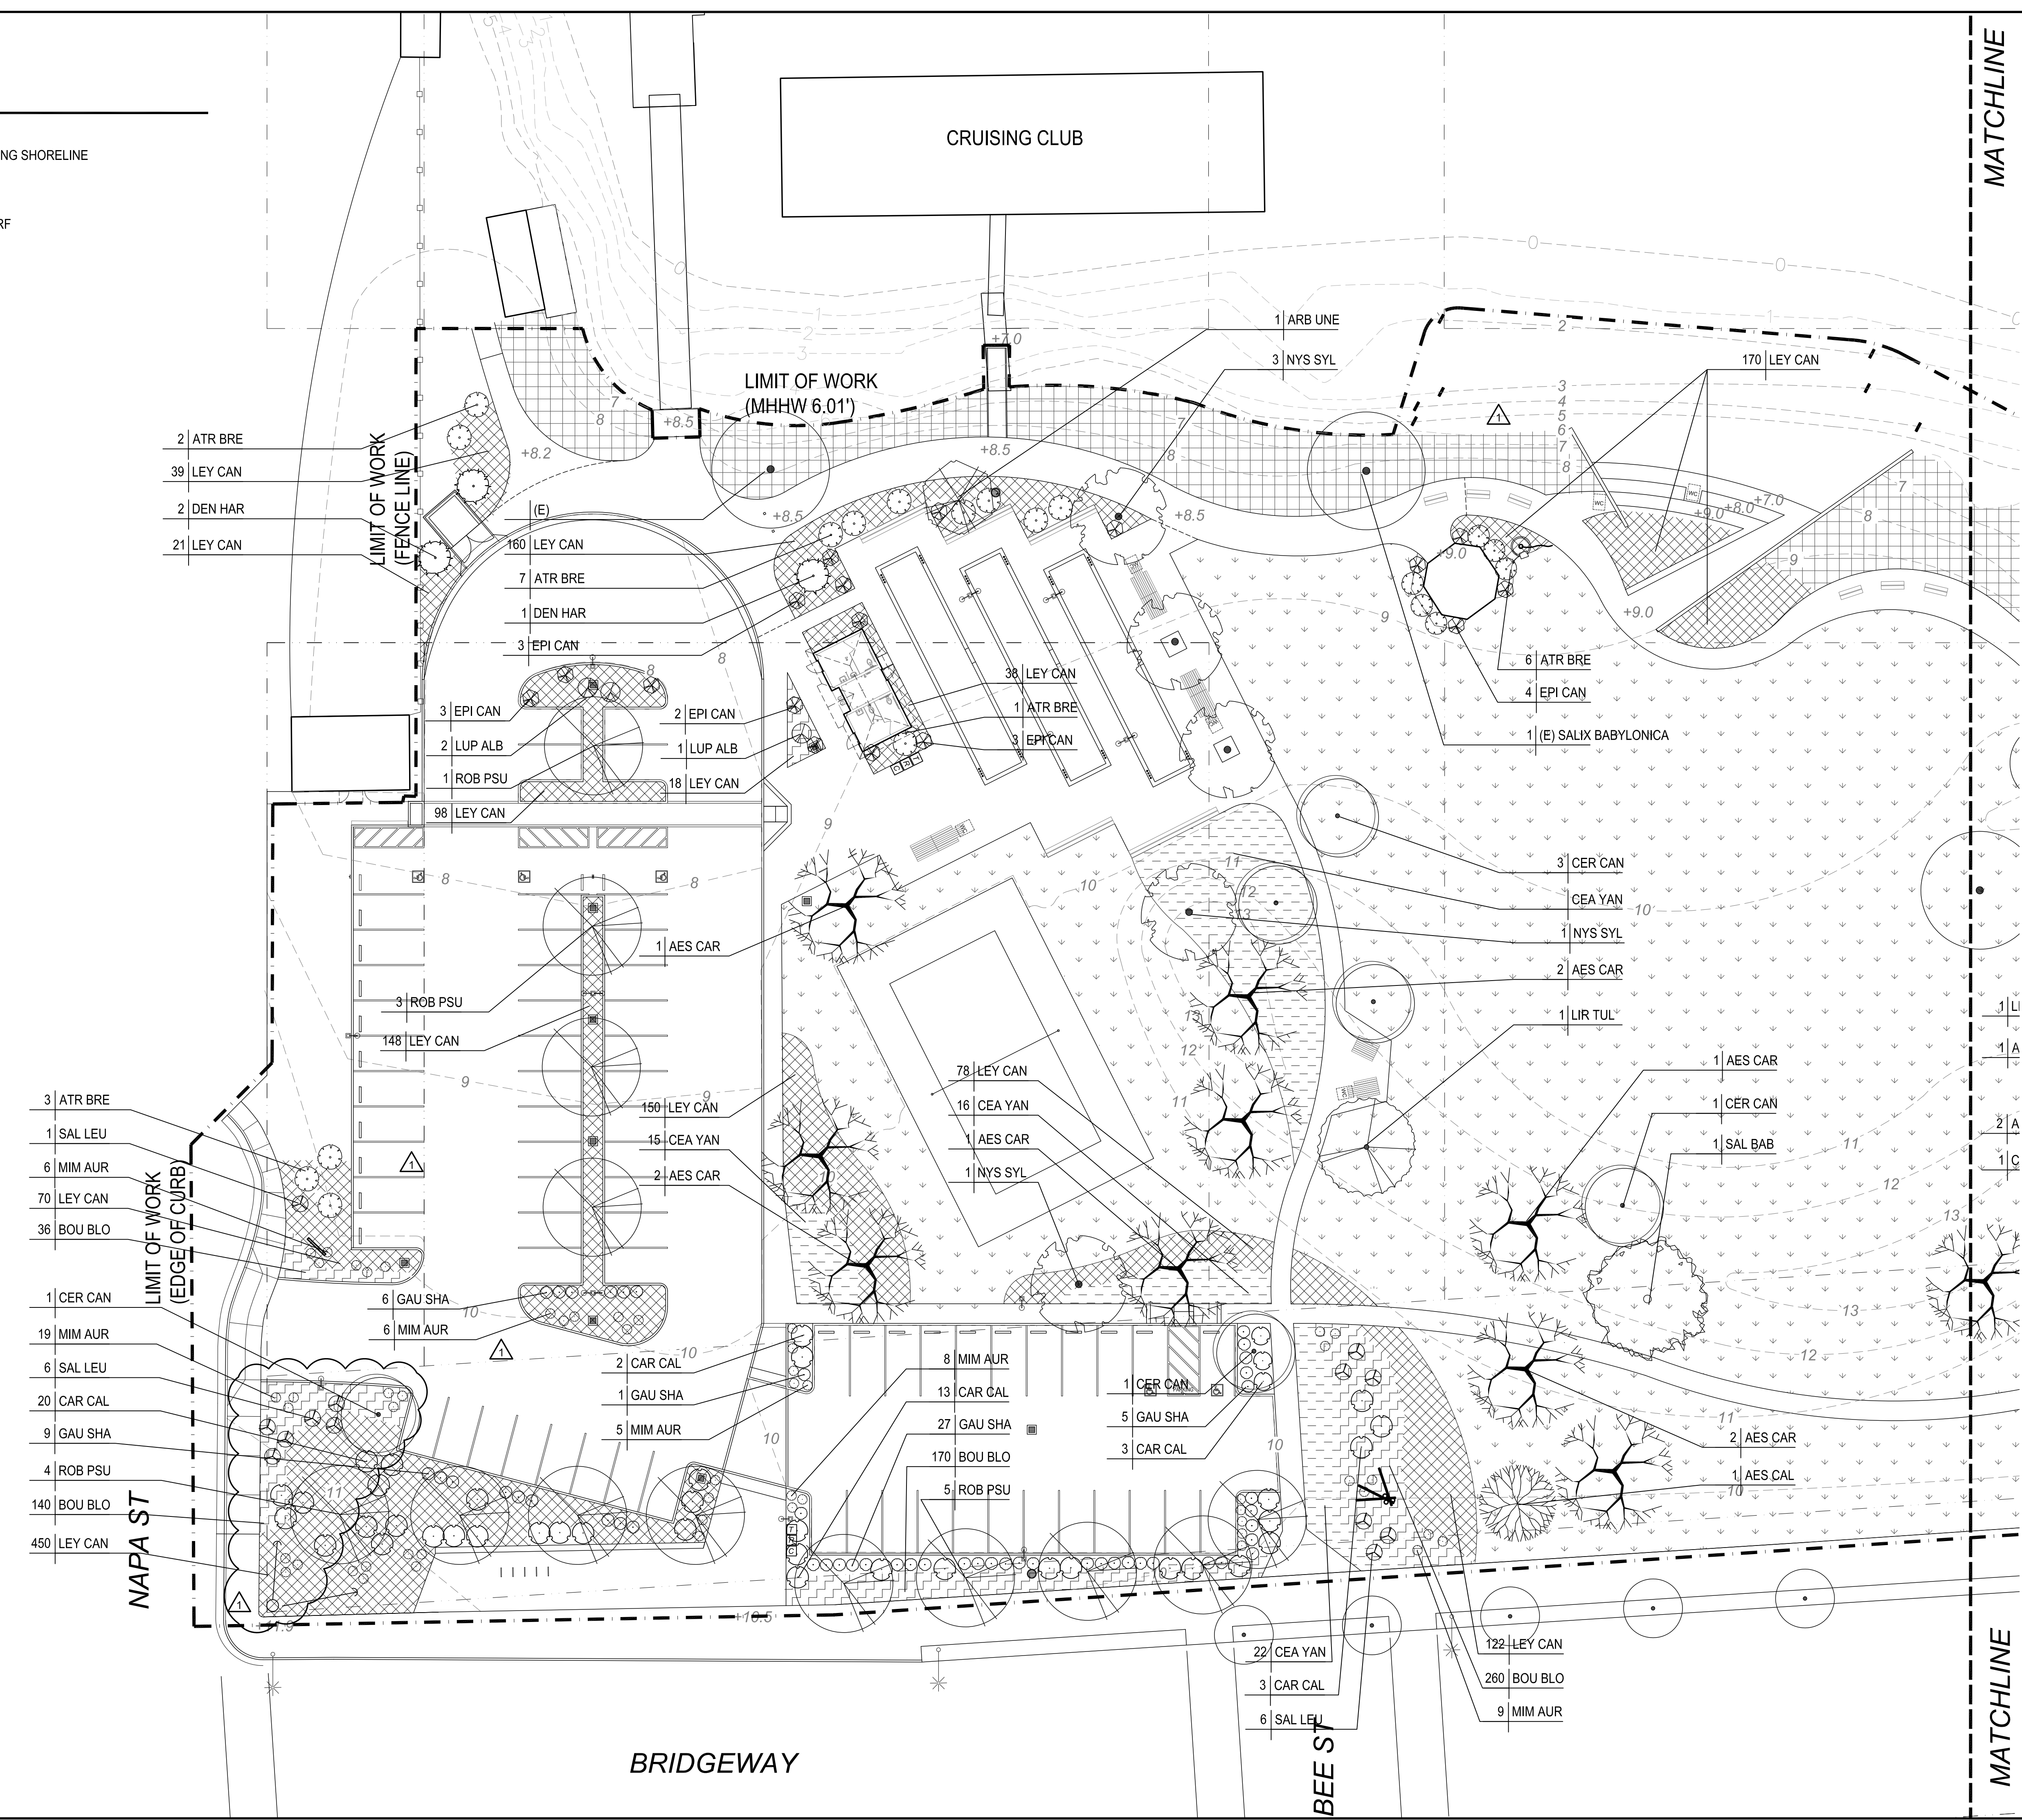 NG SHORELINE
RF
CRUISING CLUB
MATCHLINE
1 ARB UNE
3 NYS SYL
170 LEY CAN
LIMIT OF WORK
(MHHW 6.01')
LIMIT OF WORK
(FENCE LINE)
2 ATR BRE
39 LEY CAN
2 DEN HAR
21 LEY CAN
(E)
160 LEY CAN
7 ATR BRE
1 DEN HAR
3 EPI CAN
+7.0
+8.5
+8.2
+8.5
+8.5
+8.5
+9.0
+9.0
+8.0
+7.0
+9.0
38 LEY CAN
1 ATR BRE
3 EPI CAN
6 ATR BRE
4 EPI CAN
1 (E) SALIX BABYLONICA
3 EPI CAN
2 LUP ALB
1 ROB PSU
98 LEY CAN
2 EPI CAN
1 LUP ALB
18 LEY CAN
3 CER CAN
CEA YAN
1 NYS SYL
2 AES CAR
1 LIR TUL
1 AES CAR
3 ROB PSU
148 LEY CAN
1 AES CAR
1 CER CAN
1 SAL BAB
78 LEY CAN
16 CEA YAN
1 AES CAR
1 NYS SYL
150 LEY CAN
15 CEA YAN
2 AES CAR
3 ATR BRE
1 SAL LEU
6 MIM AUR
70 LEY CAN
36 BOU BLO
LIMIT OF WORK
(EDGE OF CURB)
1 CER CAN
19 MIM AUR
6 SAL LEU
20 CAR CAL
9 GAU SHA
4 ROB PSU
140 BOU BLO
450 LEY CAN
6 GAU SHA
6 MIM AUR
2 CAR CAL
1 GAU SHA
5 MIM AUR
8 MIM AUR
13 CAR CAL
27 GAU SHA
170 BOU BLO
5 ROB PSU
1 CER CAN
5 GAU SHA
3 CAR CAL
2 AES CAR
1 AES CAL
1 LI
1 A
2 A
1 C
22 CEA YAN
3 CAR CAL
6 SAL LEU
122 LEY CAN
260 BOU BLO
9 MIM AUR
+10.5
NAPA ST
BRIDGEWAY
BEE ST
MATCHLINE